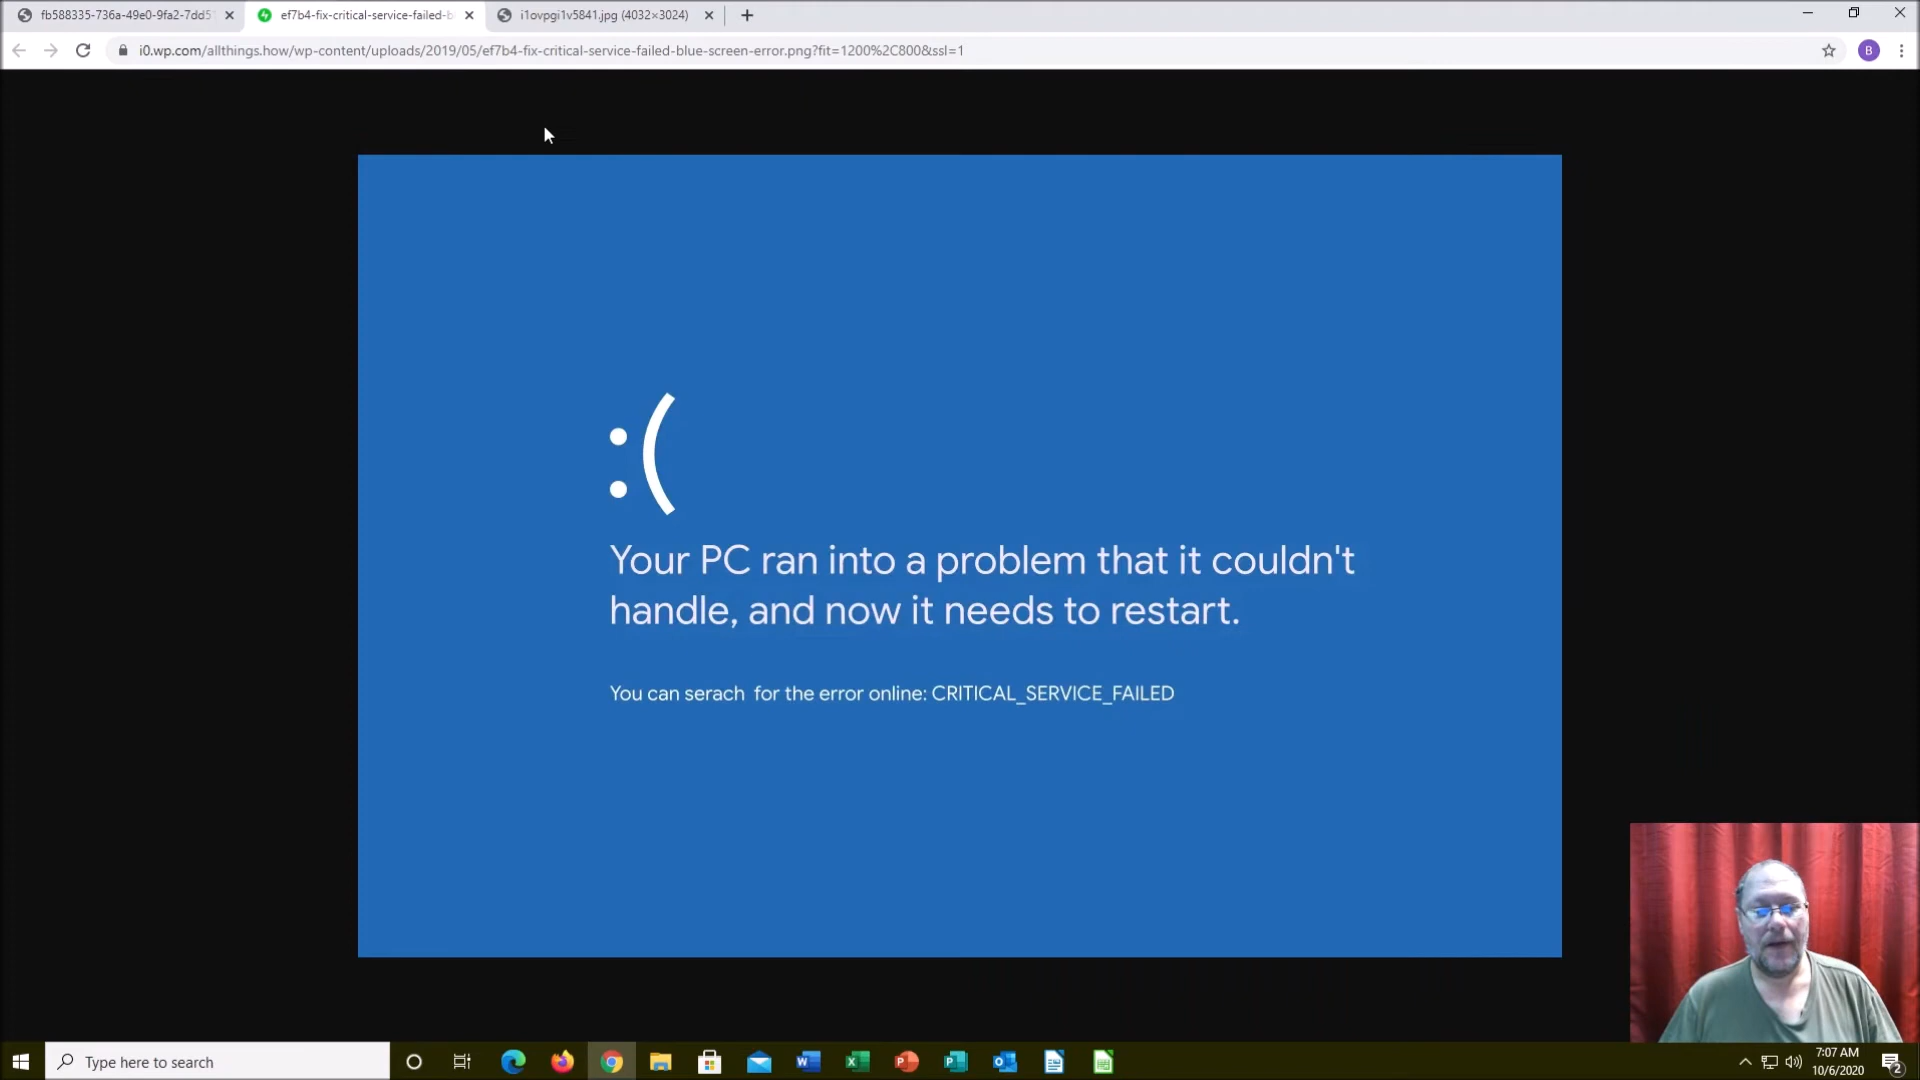 fb588335-736a-49e0-9fa2-7dd5
ef7b4-fix-critical-service-failed-b
i1ovpgi1v5841.jpg (4032×3024)
i0.wp.com/allthings.how/wp-content/uploads/2019/05/ef7b4-fix-critical-service-failed-blue-screen-error.png?fit=1200%2C800&ssl=1
B
:(
Your PC ran into a problem that it couldn't
handle, and now it needs to restart.
You can serach for the error online: CRITICAL_SERVICE_FAILED
Type here to search
7:07 AM
10/6/2020
2